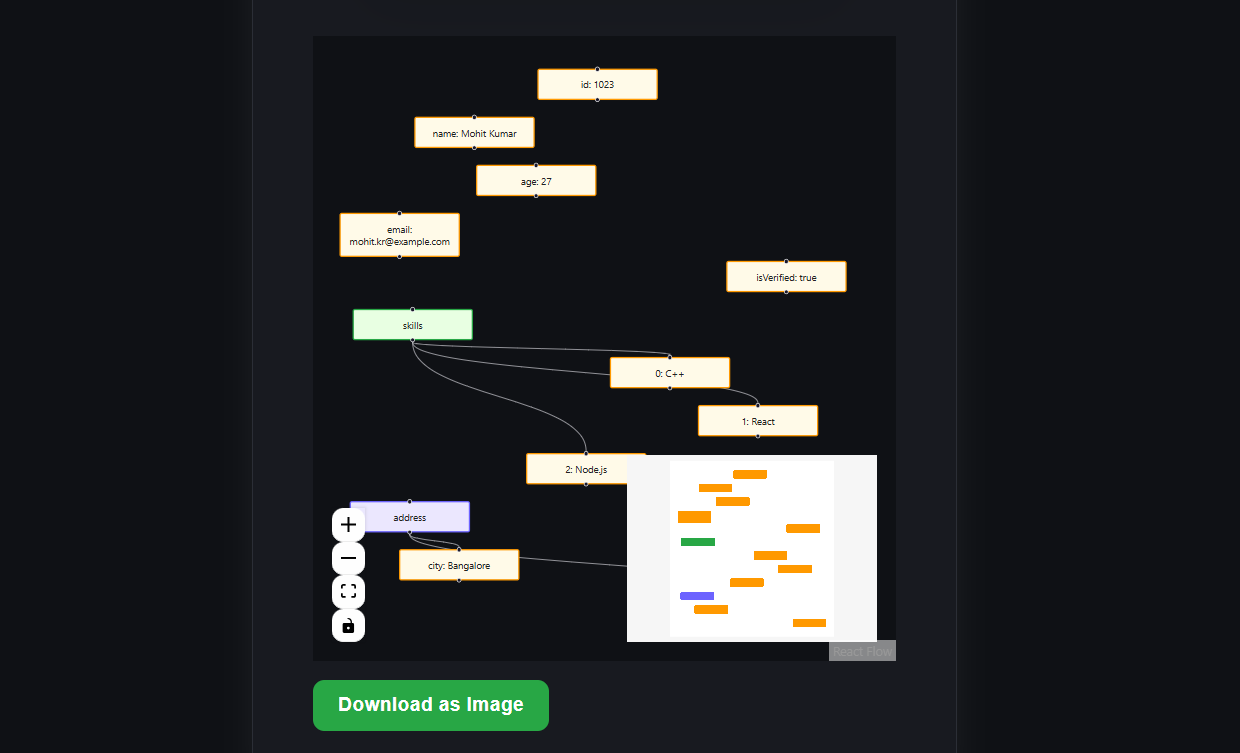 id: 1023
name: Mohit Kumar
age: 27
email:
mohit.kr@example.com
isVerified: true
skills
0: C++
1: React
2: Node.js
address
city: Bangalore
React Flow
Download as Image